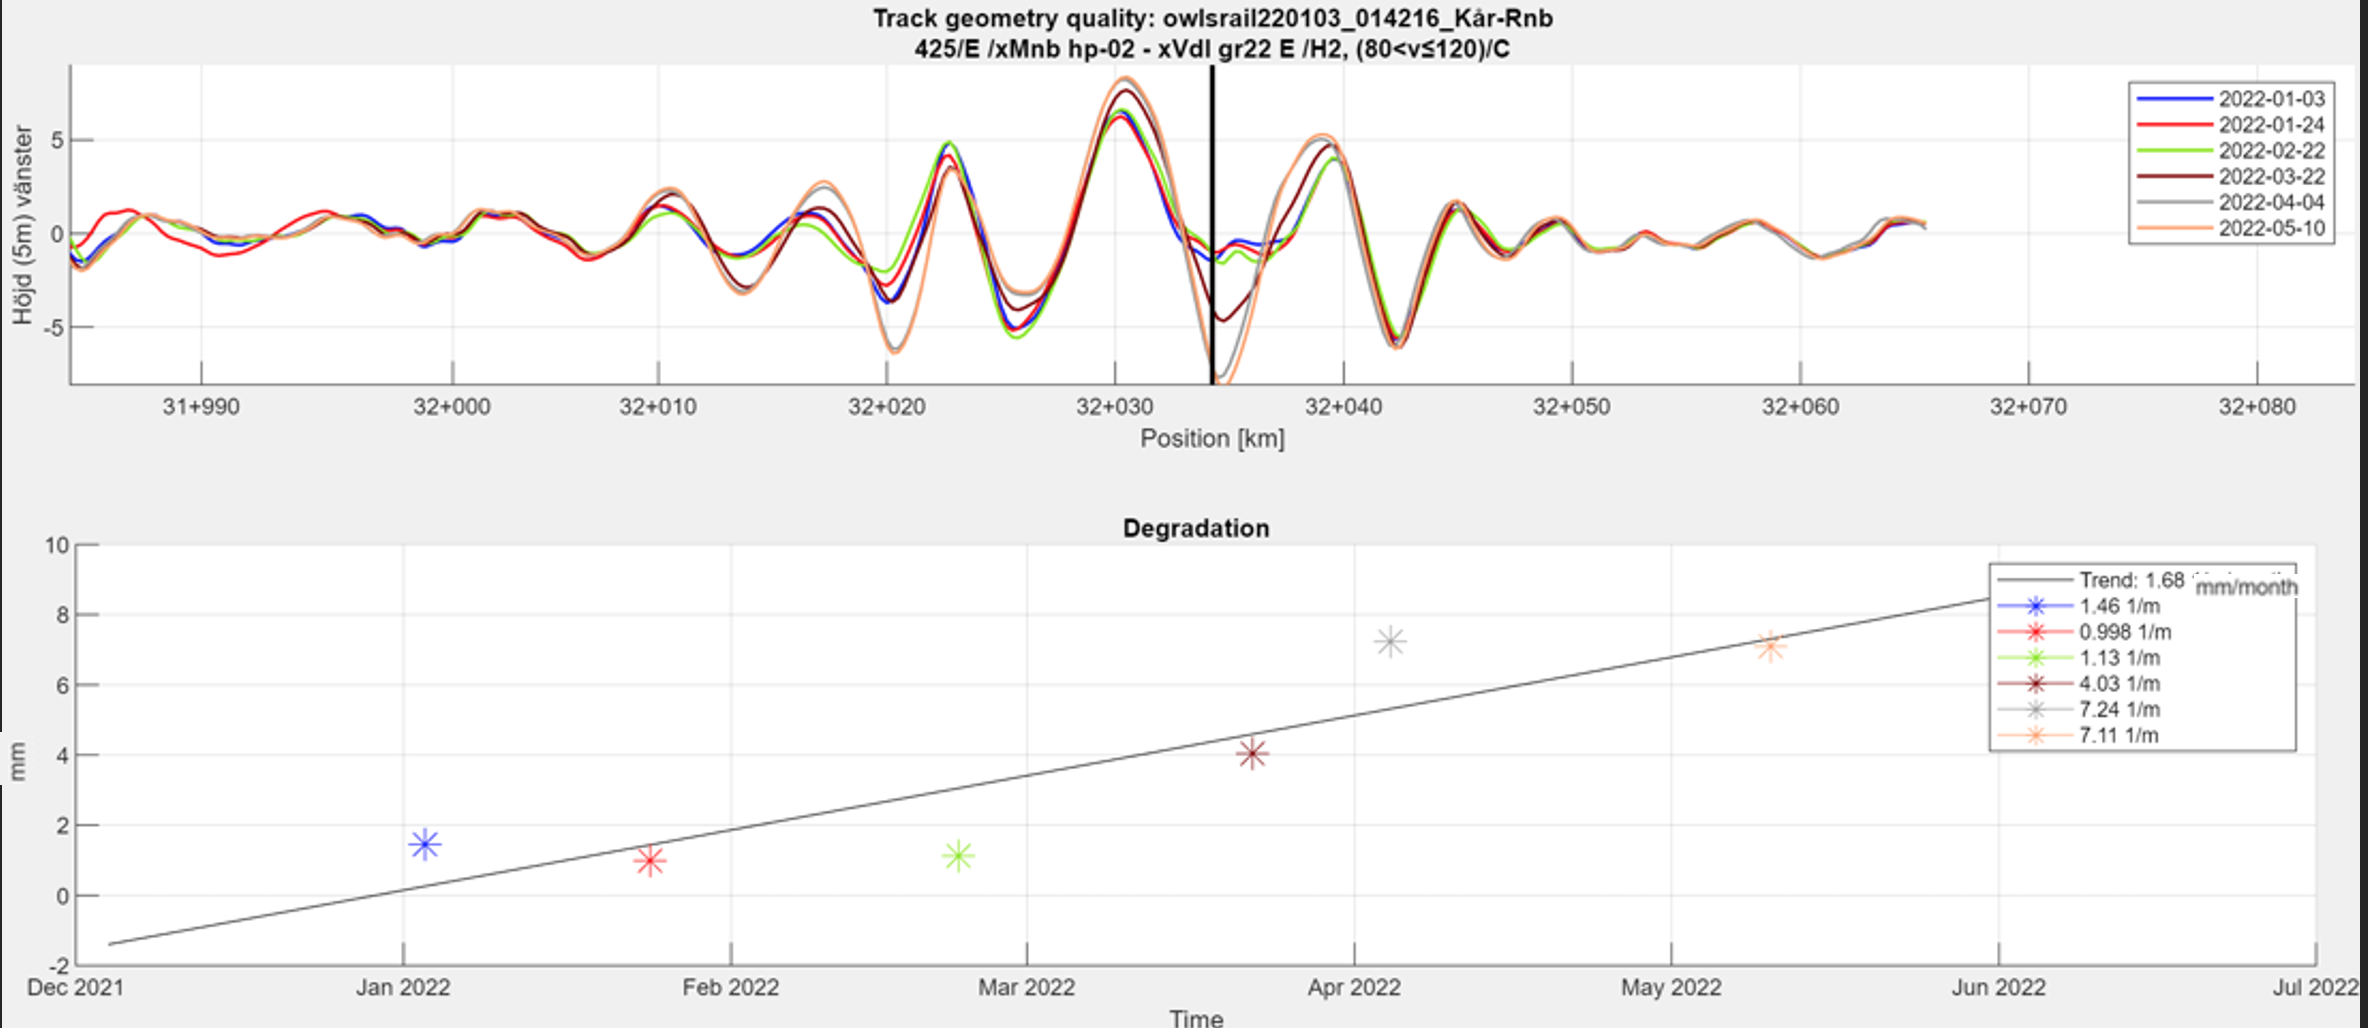 Track geometry quality: owlsrail220103_014216_Kår-Rnb
425/E /xMnb hp-02 - xVdl gr22 E /H2, (80<v≤120)/C
Höjd (5m) vänster
5
0
-5
2022-01-03
2022-01-24
2022-02-22
2022-03-22
2022-04-04
2022-05-10
31+990 32+000 32+010 32+020 32+030 32+040 32+050 32+060 32+070 32+080
Position [km]
Degradation
mm
10
8
6
4
2
0
-2
Trend: 1.68 mm/month
1.46 1/m
0.998 1/m
1.13 1/m
4.03 1/m
7.24 1/m
7.11 1/m
Dec 2021 Jan 2022 Feb 2022 Mar 2022 Apr 2022 May 2022 Jun 2022 Jul 2022
Time